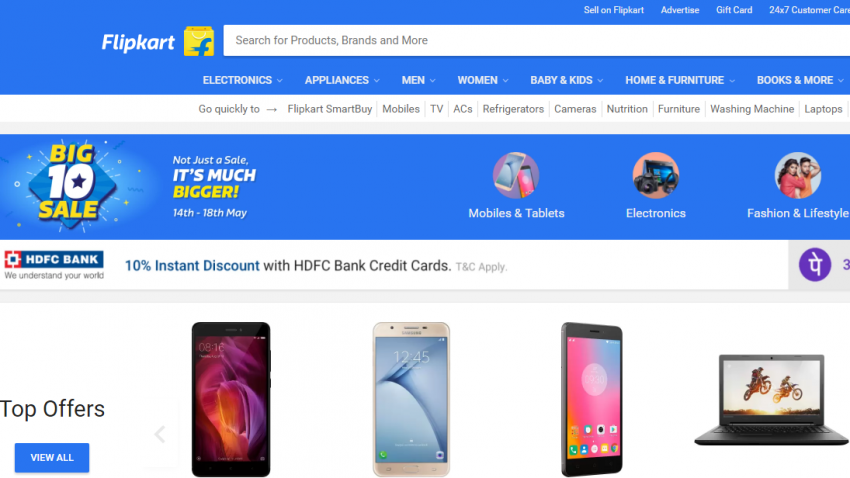 Sell on Flipkart Advertise Gift Card 24x7 Customer Care
Flipkart
Search for Products, Brands and More
ELECTRONICS APPLIANCES MEN WOMEN BABY & KIDS HOME & FURNITURE BOOKS & MORE
Go quickly to → Flipkart SmartBuy Mobiles TV ACs Refrigerators Cameras Nutrition Furniture Washing Machine Laptops
BIG
10
SALE
Not Just a Sale,
IT'S MUCH
BIGGER!
14th - 18th May
Mobiles & Tablets Electronics Fashion & Lifestyle
HDFC BANK
We understand your world
10% Instant Discount with HDFC Bank Credit Cards. T&C Apply.
पे 3
08:16
SAMSUNG
12:45
Top Offers
VIEW ALL